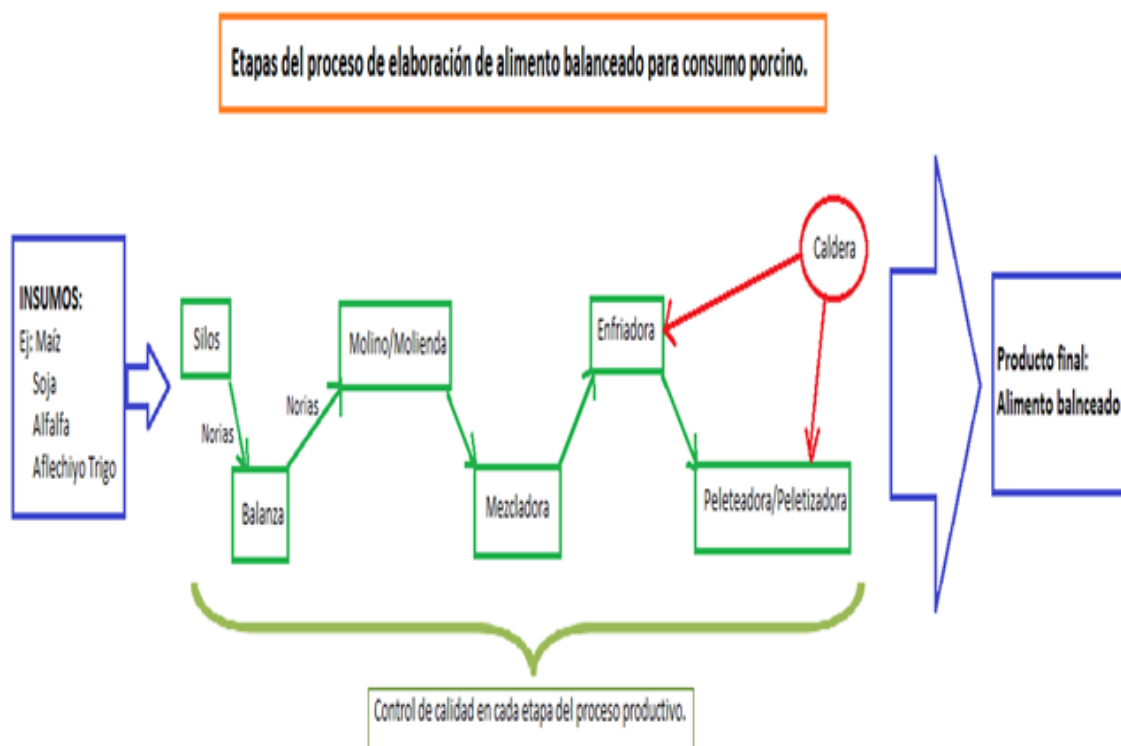 Etapas del proceso de elaboración de alimento balanceado para consumo porcino.
INSUMOS:
Ej: Maíz
Soja
Alfalfa
Aflechiyo Trigo
Silos
Norias
Balanza
Norias
Molino/Molienda
Mezcladora
Enfriadora
Caldera
Peleteadora/Peletizadora
Producto final:
Alimento balnceado
Control de calidad en cada etapa del proceso productivo.